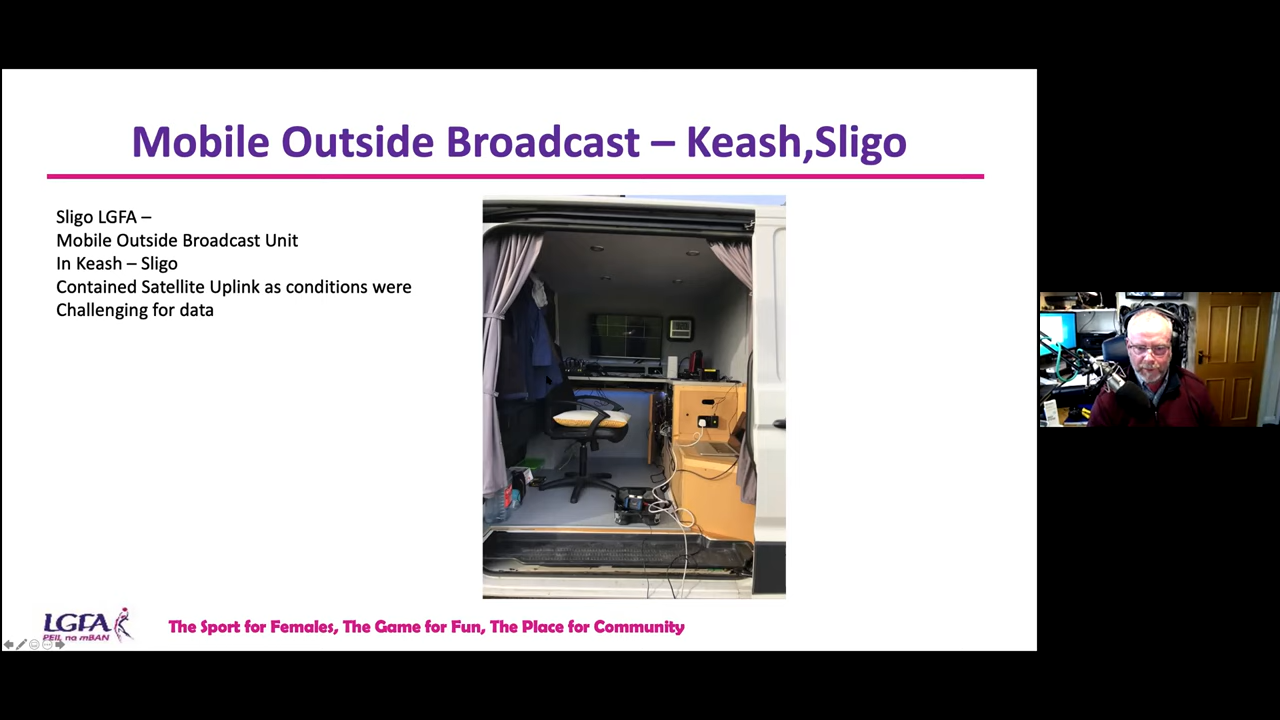 Mobile Outside Broadcast – Keash,Sligo
Sligo LGFA –
Mobile Outside Broadcast Unit
In Keash – Sligo
Contained Satellite Uplink as conditions were
Challenging for data
LGFA
PEIL na mBAN
The Sport for Females, The Game for Fun, The Place for Community